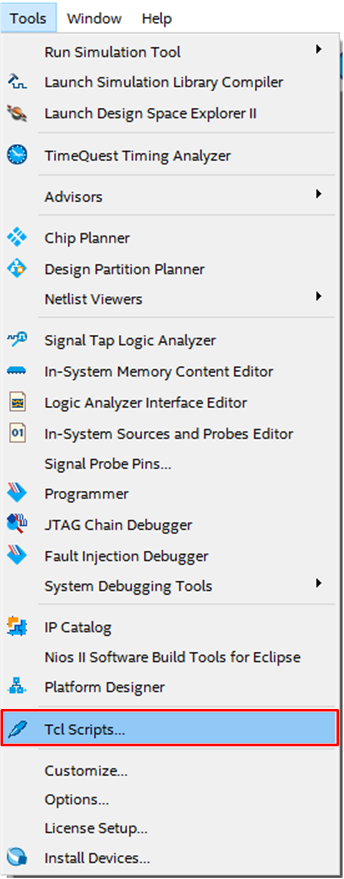 Tools Window Help
Run Simulation Tool
Launch Simulation Library Compiler
Launch Design Space Explorer II
TimeQuest Timing Analyzer
Advisors
Chip Planner
Design Partition Planner
Netlist Viewers
Signal Tap Logic Analyzer
In-System Memory Content Editor
Logic Analyzer Interface Editor
01 In-System Sources and Probes Editor
Signal Probe Pins...
Programmer
JTAG Chain Debugger
Fault Injection Debugger
System Debugging Tools
IP Catalog
Nios II Software Build Tools for Eclipse
Platform Designer
Tcl Scripts...
Customize...
Options...
License Setup...
Install Devices...